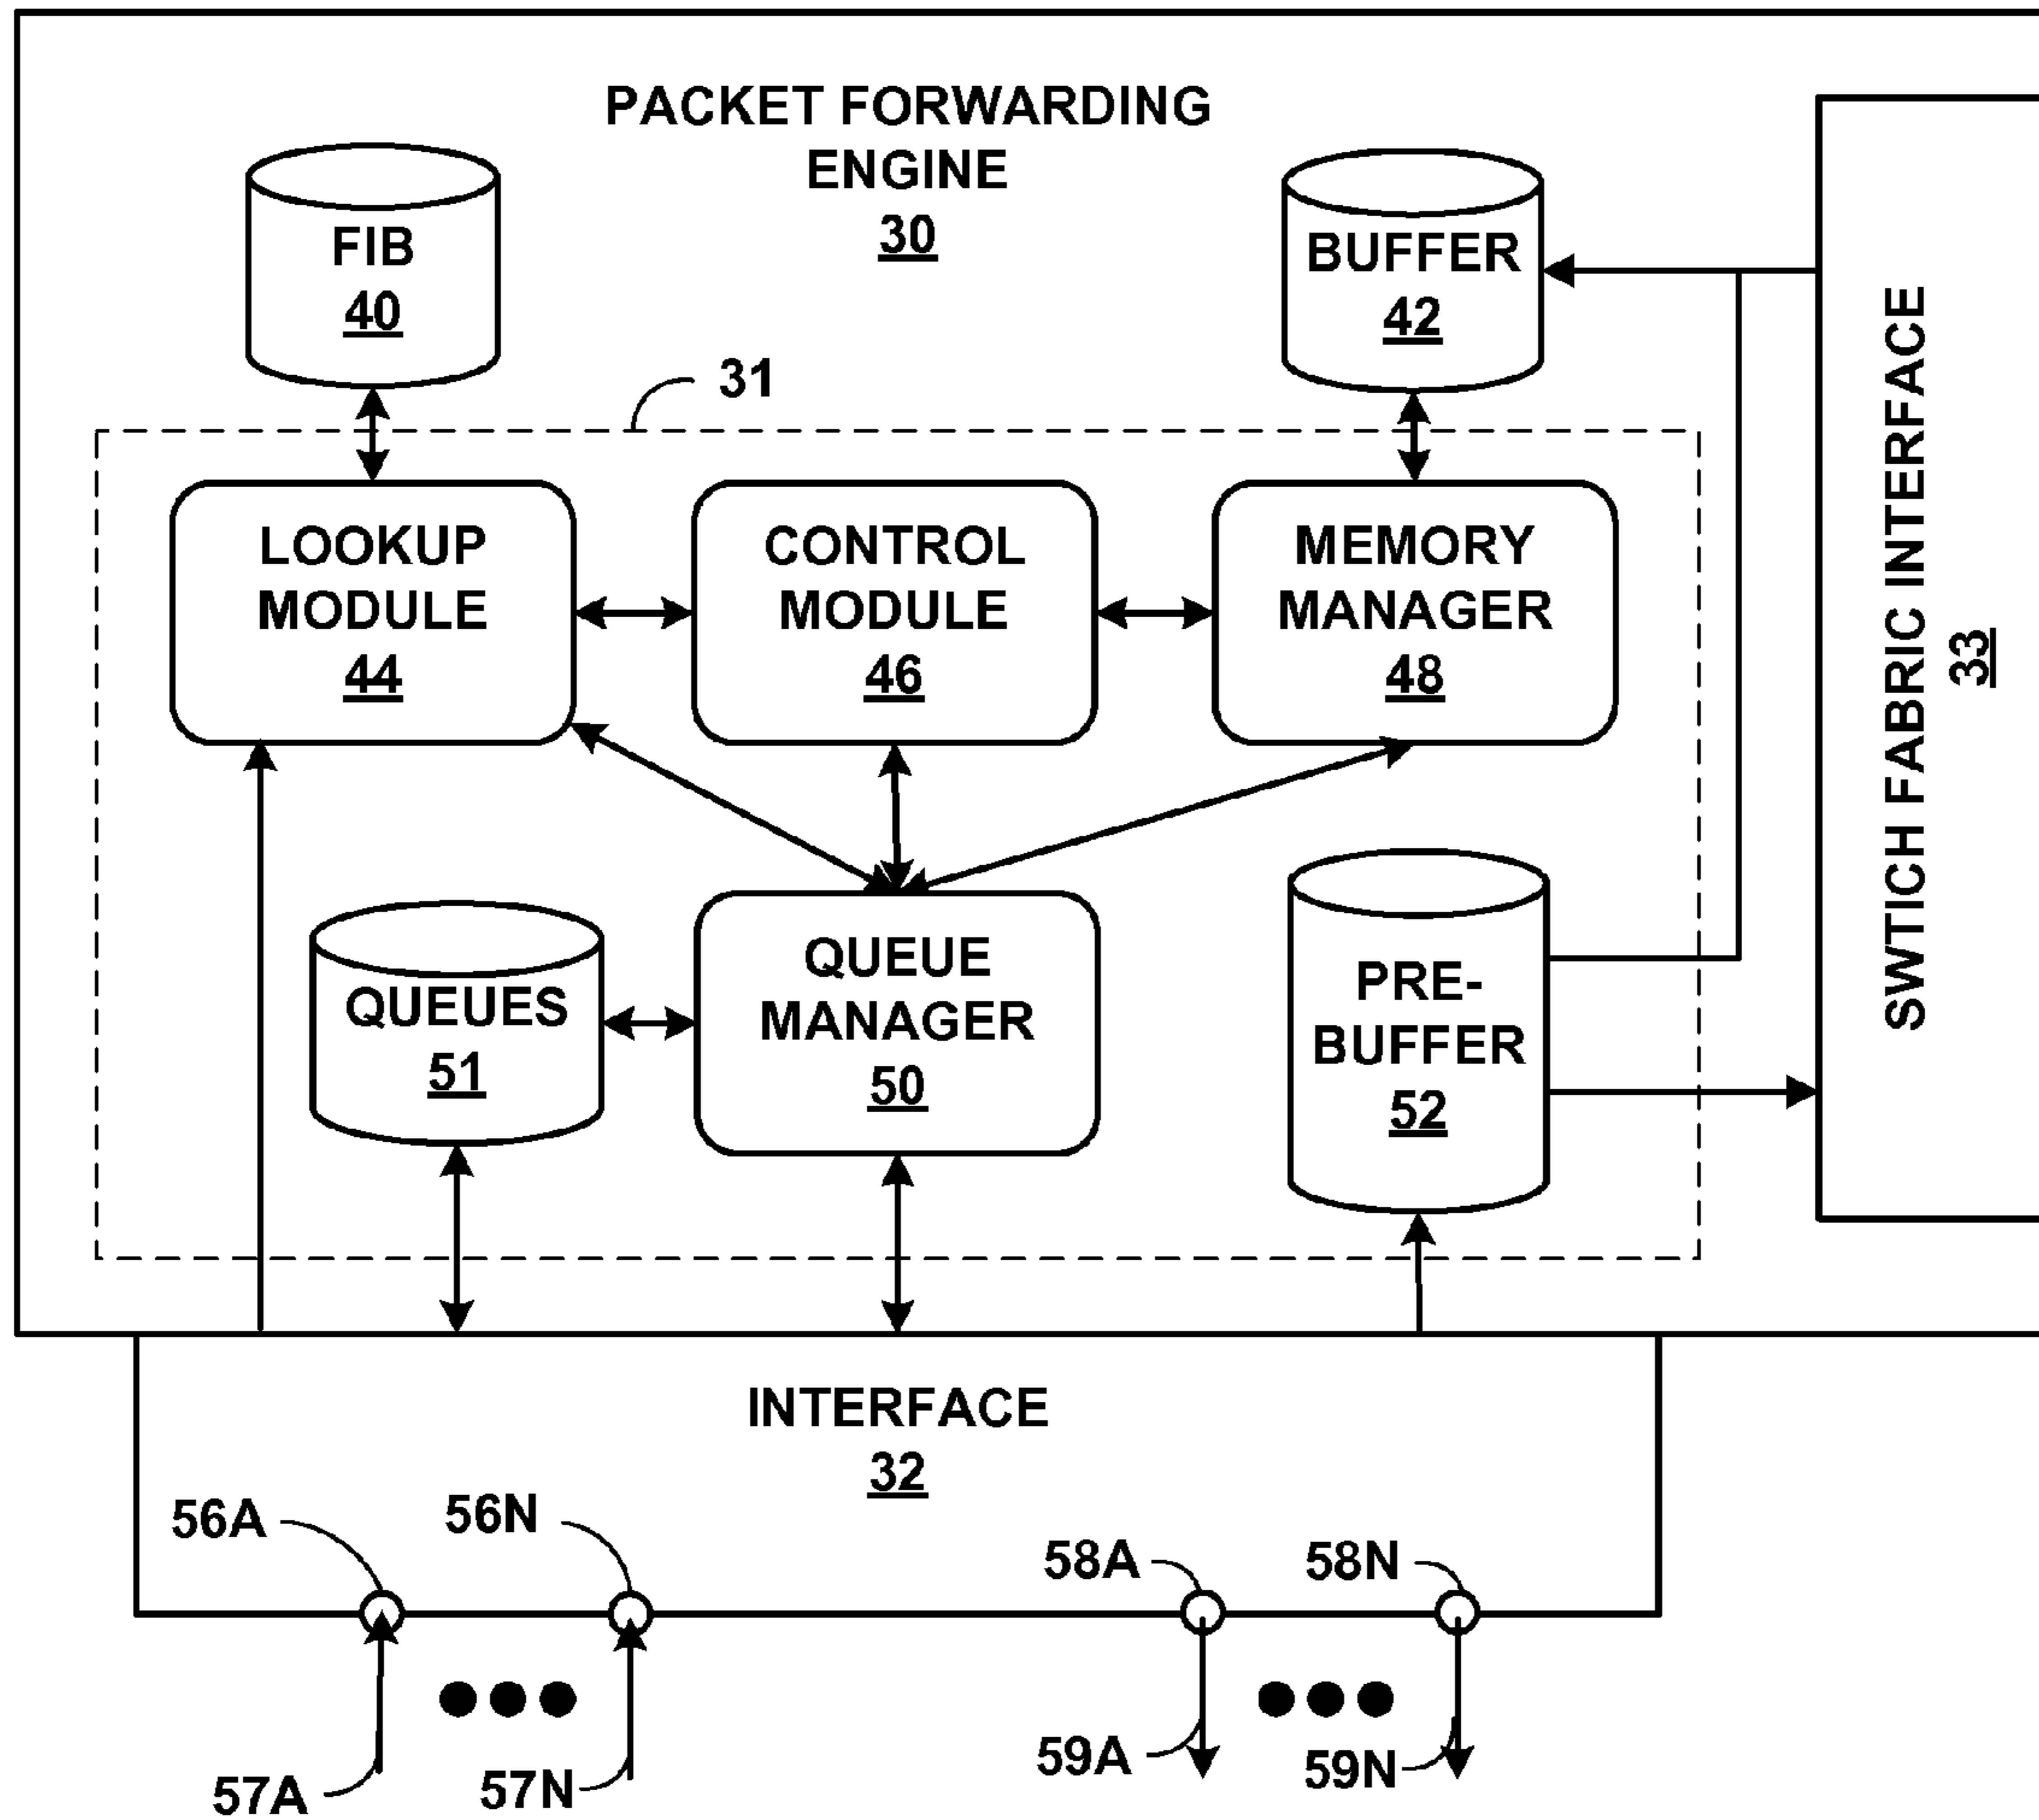 PACKET FORWARDING
ENGINE
30
FIB
40
BUFFER
42
31
LOOKUP
MODULE
44
CONTROL
MODULE
46
MEMORY
MANAGER
48
SWTICH FABRIC INTERFACE
33
QUEUES
51
QUEUE
MANAGER
50
PRE-
BUFFER
52
INTERFACE
32
56A
56N
58A
58N
57A
57N
59A
59N